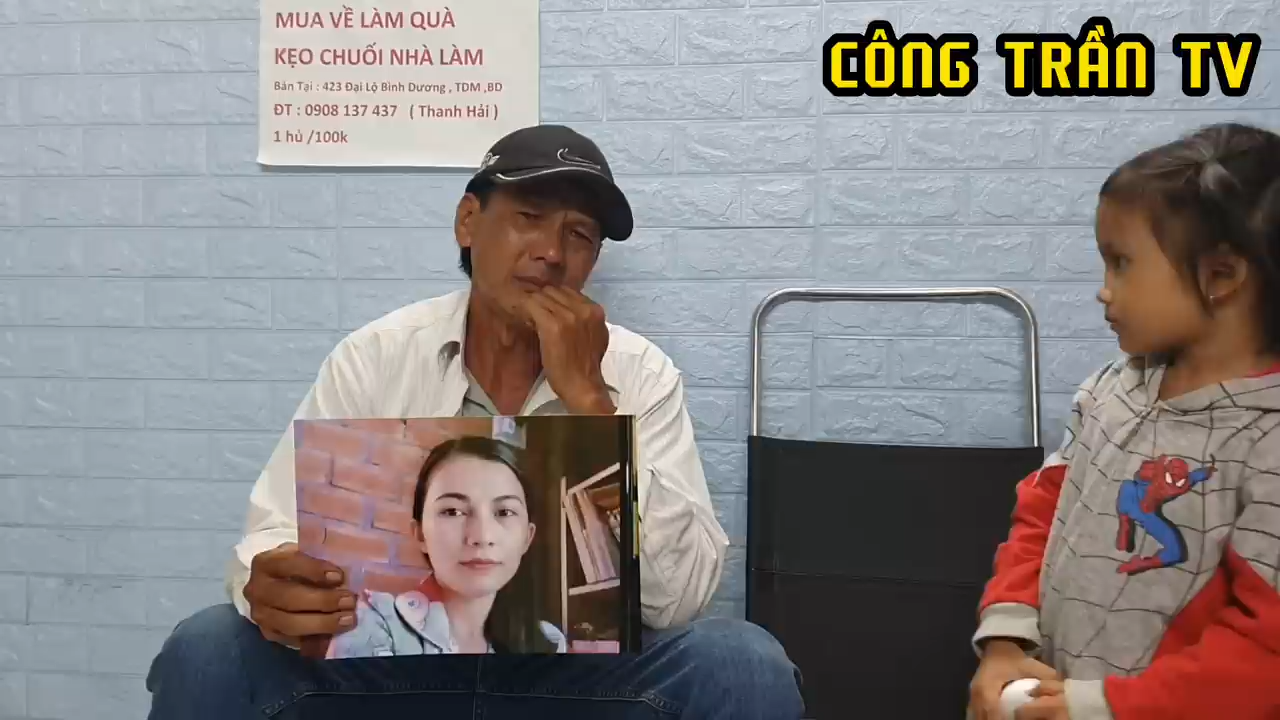 MUA VỀ LÀM QUÀ
KẸO CHUỐI NHÀ LÀM
Bán Tại : 423 Đại Lộ Bình Dương , TDM ,BD
ĐT : 0908 137 437 ( Thanh Hải )
1 hủ /100k
CÔNG TRẦN TV